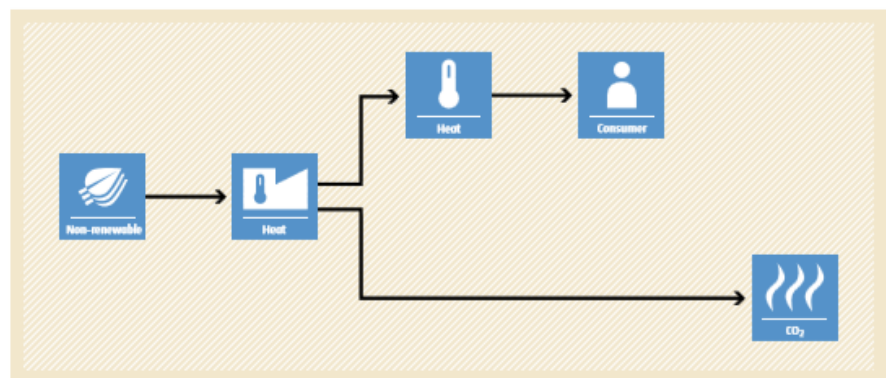 Heat
Consumer
Non-renewable
Heat
CO₂